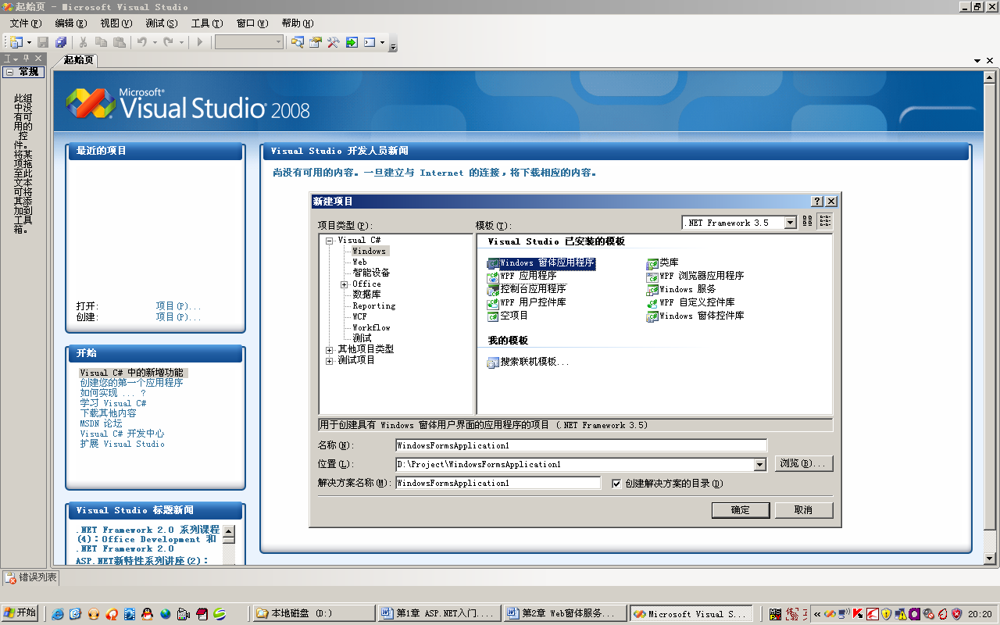 起始页 - Microsoft Visual Studio
文件(F) 编辑(E) 视图(V) 测试(S) 工具(T) 窗口(W) 帮助(H)
起始页
常规
此组中没有可用的控件。将某项拖至此文本可将其添加到工具箱。
Microsoft®
Visual Studio® 2008
最近的项目
打开: 项目(P)...
创建: 项目(P)...
开始
Visual C# 中的新增功能
创建您的第一个应用程序
如何实现 ... ?
学习 Visual C#
下载其他内容
MSDN 论坛
Visual C# 开发中心
扩展 Visual Studio
Visual Studio 标题新闻
.NET Framework 2.0 系列课程
(4):Office Development 和
.NET Framework 2.0
ASP.NET新特性系列讲座(2):
Visual Studio 开发人员新闻
尚没有可用的内容。一旦建立与 Internet 的连接，将下载相应的内容。
新建项目
项目类型(P):
模板(T):
.NET Framework 3.5
Visual C#
Windows
Web
智能设备
Office
数据库
Reporting
WCF
Workflow
测试
其他项目类型
测试项目
Visual Studio 已安装的模板
Windows 窗体应用程序 类库
WPF 应用程序 WPF 浏览器应用程序
控制台应用程序 Windows 服务
WPF 用户控件库 WPF 自定义控件库
空项目 Windows 窗体控件库
我的模板
搜索联机模板...
用于创建具有 Windows 窗体用户界面的应用程序的项目 (.NET Framework 3.5)
名称(N): WindowsFormsApplication1
位置(L): D:\Project\WindowsFormsApplication1 浏览(B)...
解决方案名称(M): WindowsFormsApplication1 创建解决方案的目录(D)
确定 取消
错误列表
开始 本地磁盘 (D:) 第1章 ASP.NET入门.... 第2章 Web窗体服务... Microsoft Visual S... 20:20